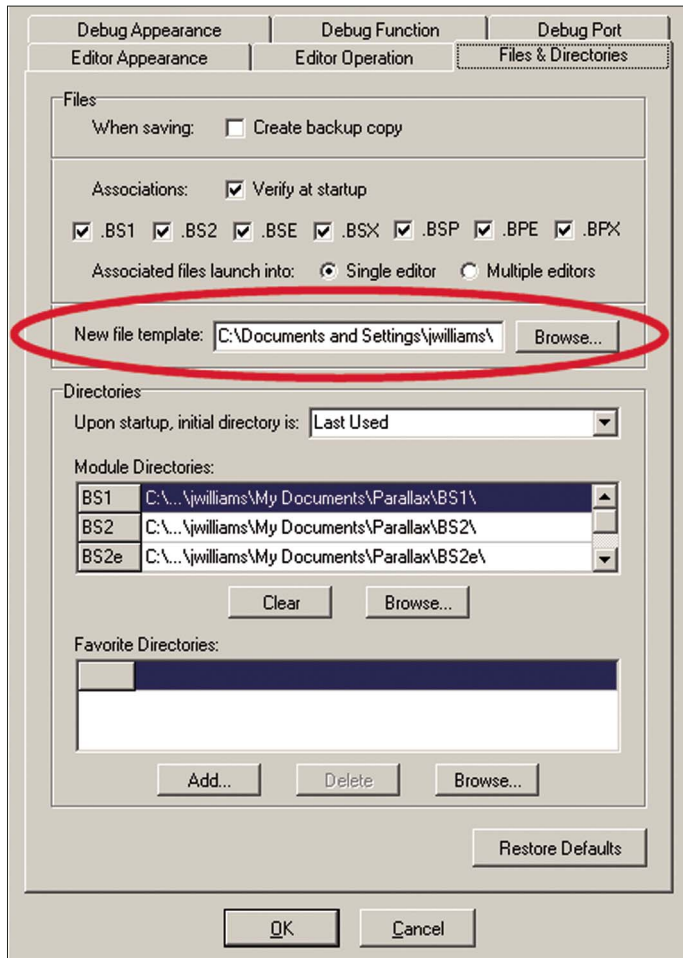 Debug Appearance Debug Function Debug Port
Editor Appearance Editor Operation Files & Directories
Files
When saving: Create backup copy
Associations: Verify at startup
.BS1 .BS2 .BSE .BSX .BSP .BPE .BPX
Associated files launch into: Single editor Multiple editors
New file template: C:\Documents and Settings\jwilliams\ Browse...
Directories
Upon startup, initial directory is: Last Used
Module Directories:
BS1 C:\...\jwilliams\My Documents\Parallax\BS1\
BS2 C:\...\jwilliams\My Documents\Parallax\BS2\
BS2e C:\...\jwilliams\My Documents\Parallax\BS2e\
Clear Browse...
Favorite Directories:
Add... Delete Browse...
Restore Defaults
OK Cancel